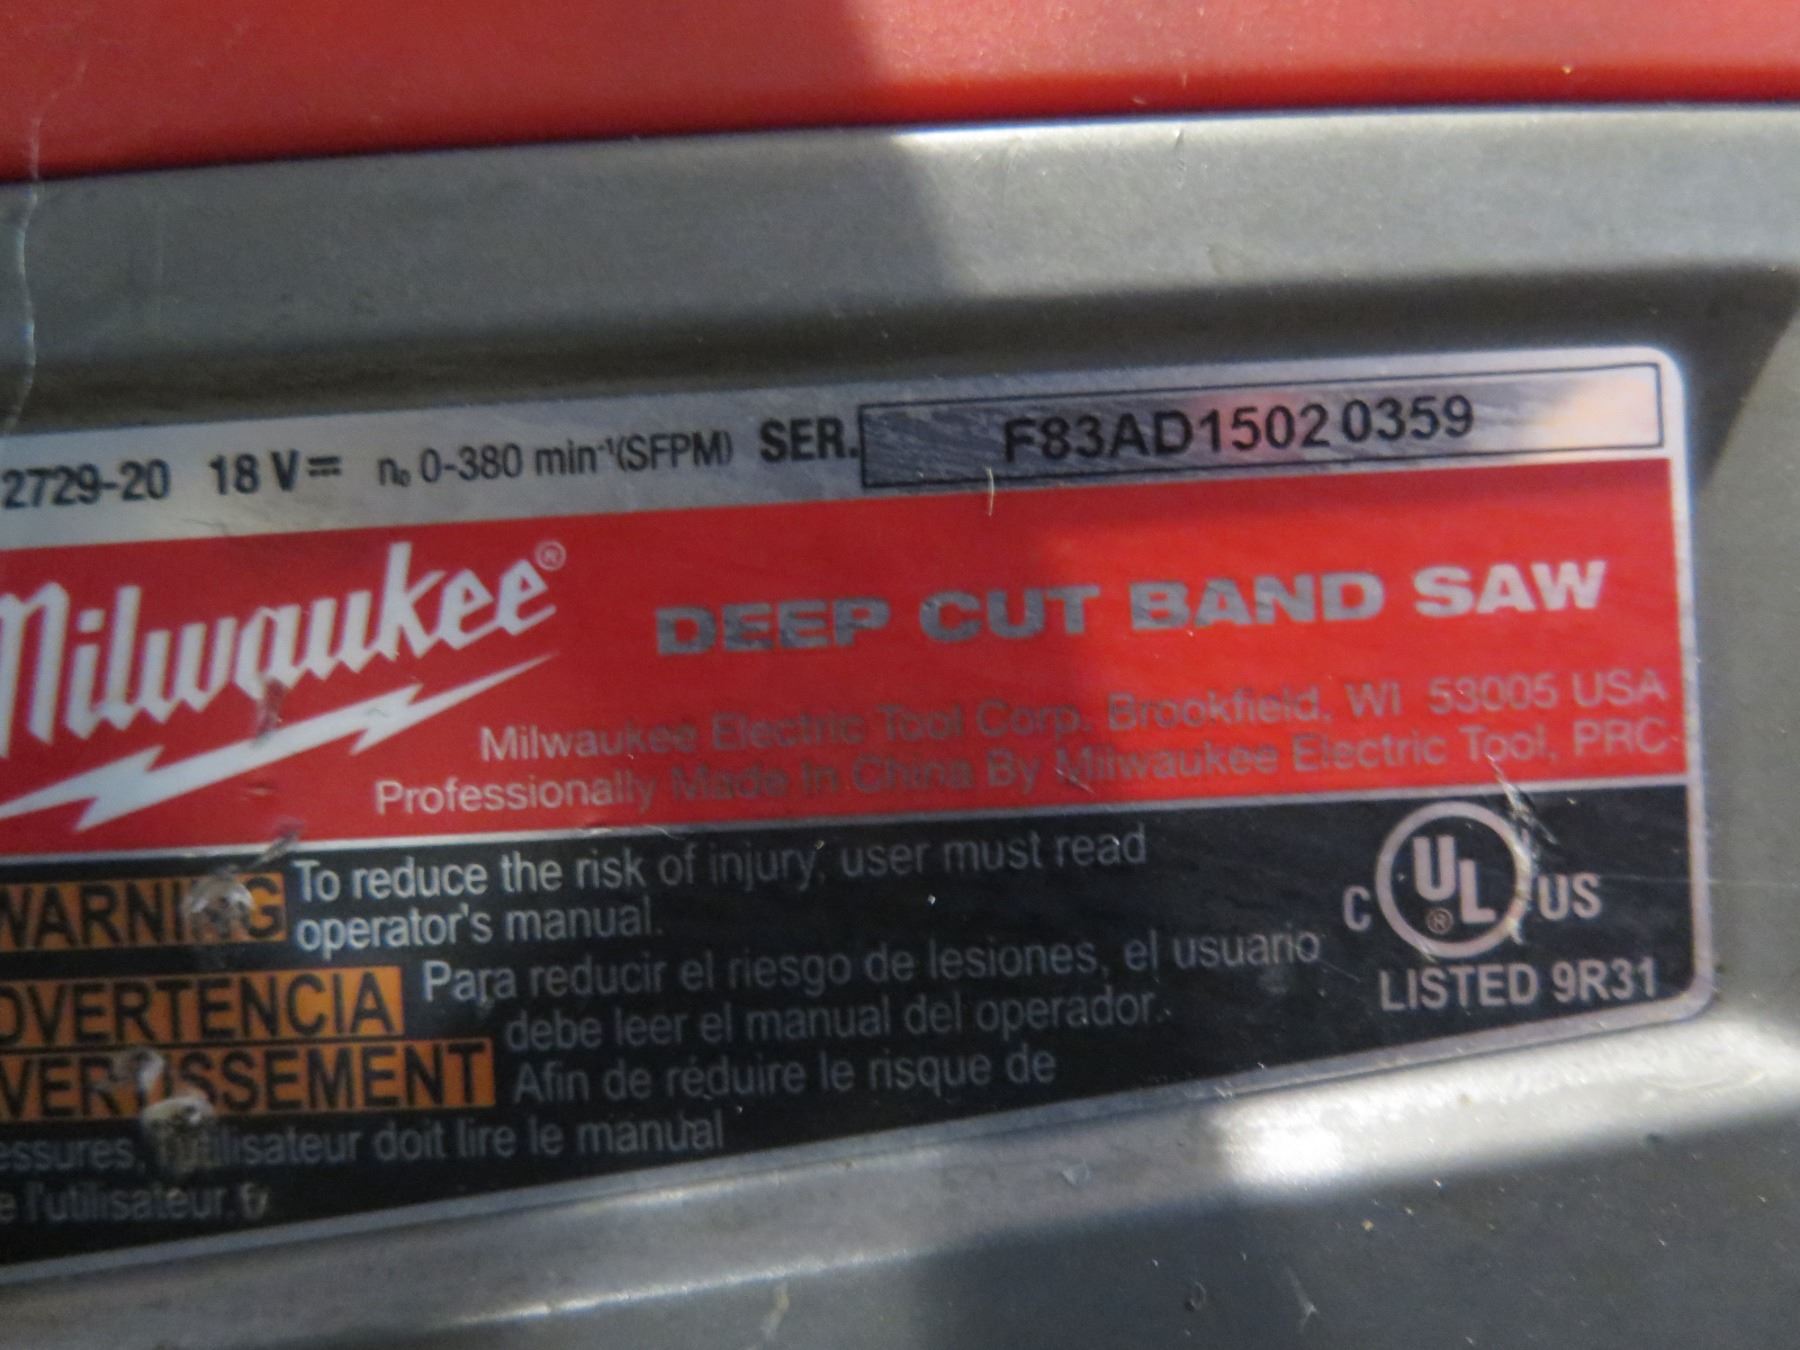 2729-20 18 V⎓ n₀ 0-380 min⁻¹(SFPM) SER. F83AD15020359
Milwaukee®
DEEP CUT BAND SAW
Milwaukee Electric Tool Corp. Brookfield, WI 53005 USA
Professionally Made In China By Milwaukee Electric Tool, PRC
WARNING To reduce the risk of injury, user must read
operator's manual.
DVERTENCIA Para reducir el riesgo de lesiones, el usuario
debe leer el manual del operador.
VERTISSEMENT Afin de réduire le risque de
essures, l'utilisateur doit lire le manual
e l'utilisateur.
C UL® US
LISTED 9R31